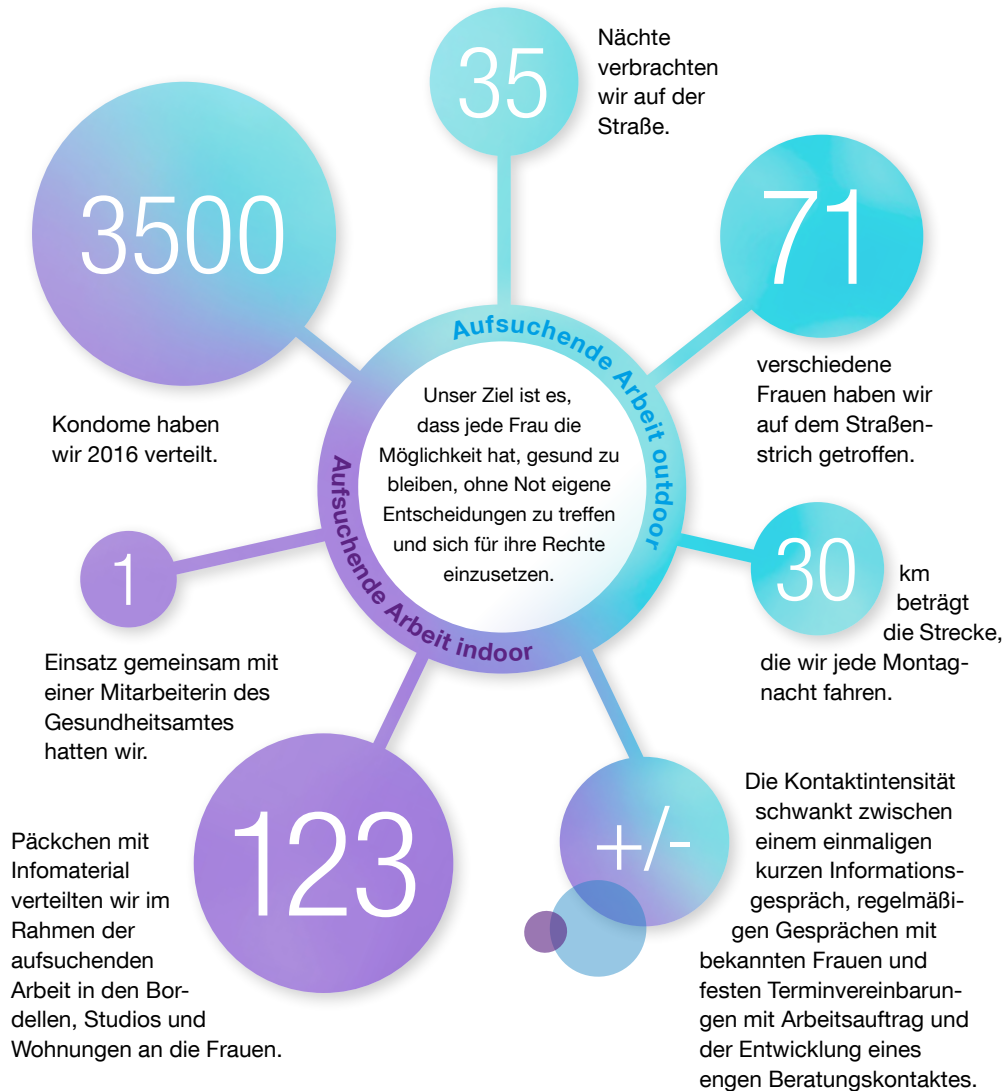 35
Nächte
verbrachten
wir auf der
Straße.
3500
Kondome haben
wir 2016 verteilt.
71
verschiedene
Frauen haben wir
auf dem Straßen-
strich getroffen.
Aufsuchende Arbeit outdoor
Unser Ziel ist es,
dass jede Frau die
Möglichkeit hat, gesund zu
bleiben, ohne Not eigene
Entscheidungen zu treffen
und sich für ihre Rechte
einzusetzen.
Aufsuchende Arbeit indoor
1
Einsatz gemeinsam mit
einer Mitarbeiterin des
Gesundheitsamtes
hatten wir.
30
km
beträgt
die Strecke,
die wir jede Montag-
nacht fahren.
123
Päckchen mit
Infomaterial
verteilten wir im
Rahmen der
aufsuchenden
Arbeit in den Bor-
dellen, Studios und
Wohnungen an die Frauen.
+/-
Die Kontaktintensität
schwankt zwischen
einem einmaligen
kurzen Informations-
gespräch, regelmäßi-
gen Gesprächen mit
bekannten Frauen und
festen Terminvereinbarun-
gen mit Arbeitsauftrag und
der Entwicklung eines
engen Beratungskontaktes.